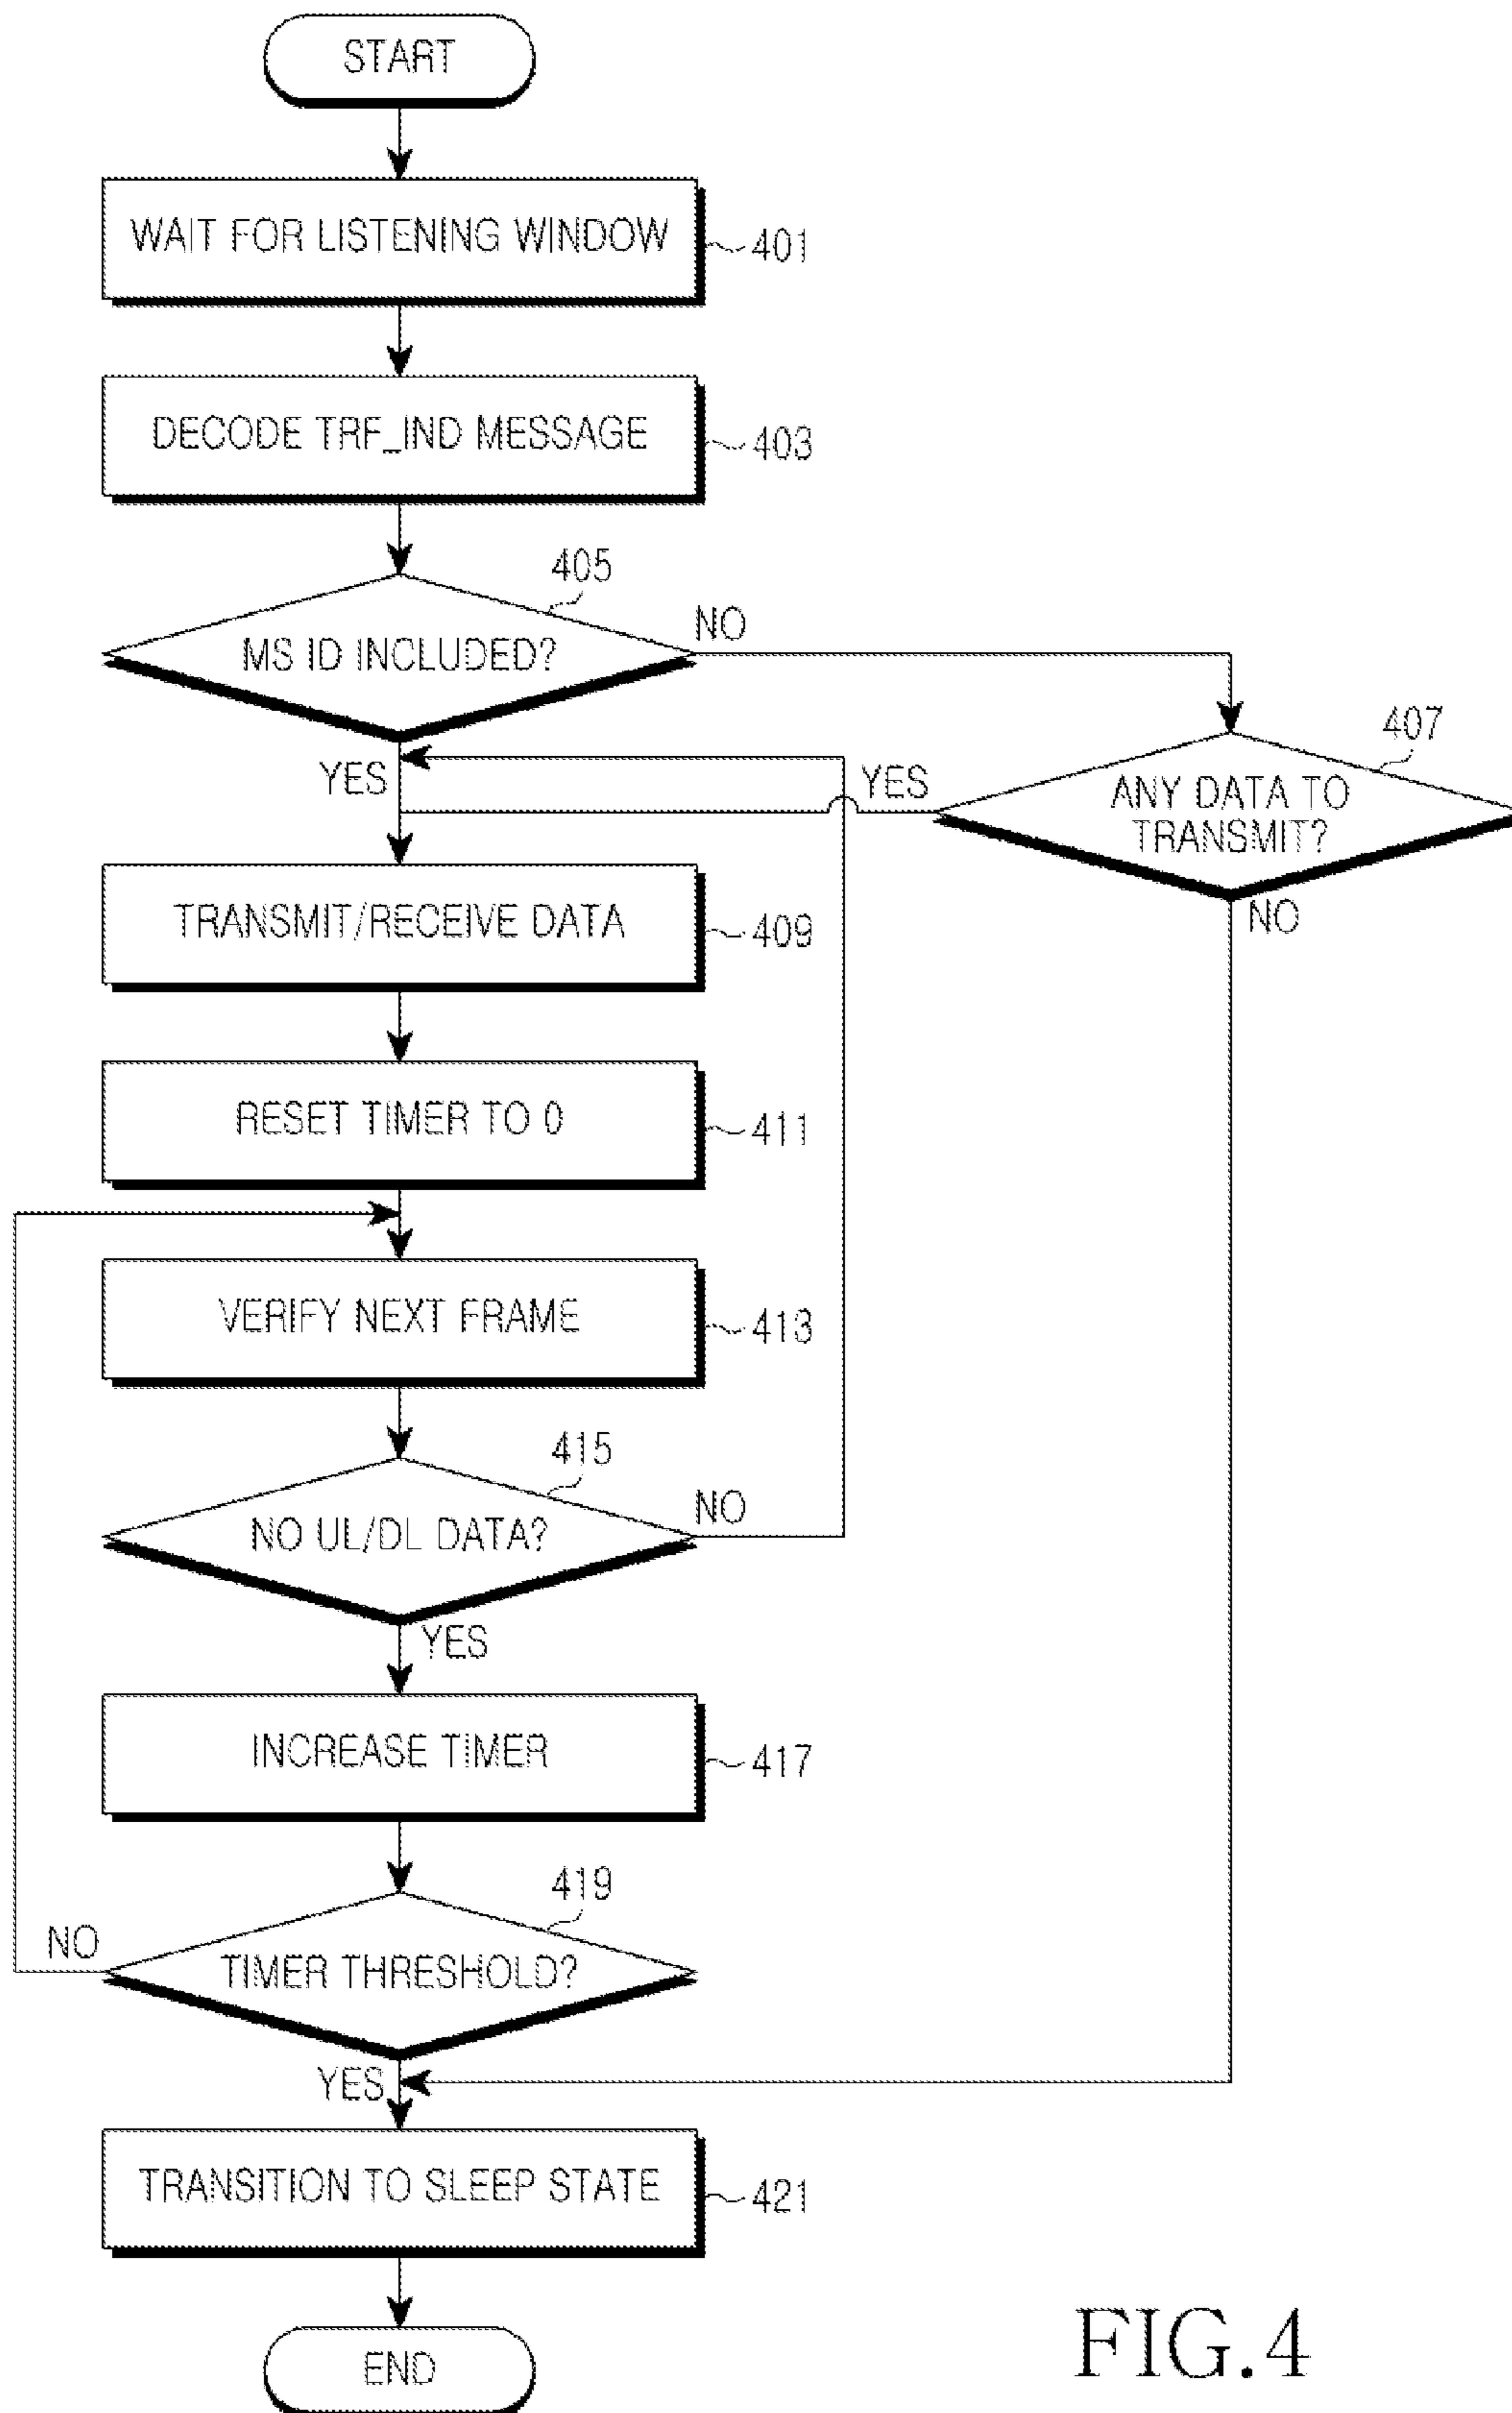 START
WAIT FOR LISTENING WINDOW
401
DECODE TRF_IND MESSAGE
403
405
MS ID INCLUDED?
NO
407
YES
YES
ANY DATA TO
TRANSMIT?
NO
TRANSMIT/RECEIVE DATA
409
RESET TIMER TO 0
411
VERIFY NEXT FRAME
413
415
NO UL/DL DATA?
NO
YES
INCREASE TIMER
417
419
NO
TIMER THRESHOLD?
YES
TRANSITION TO SLEEP STATE
421
END
FIG.4